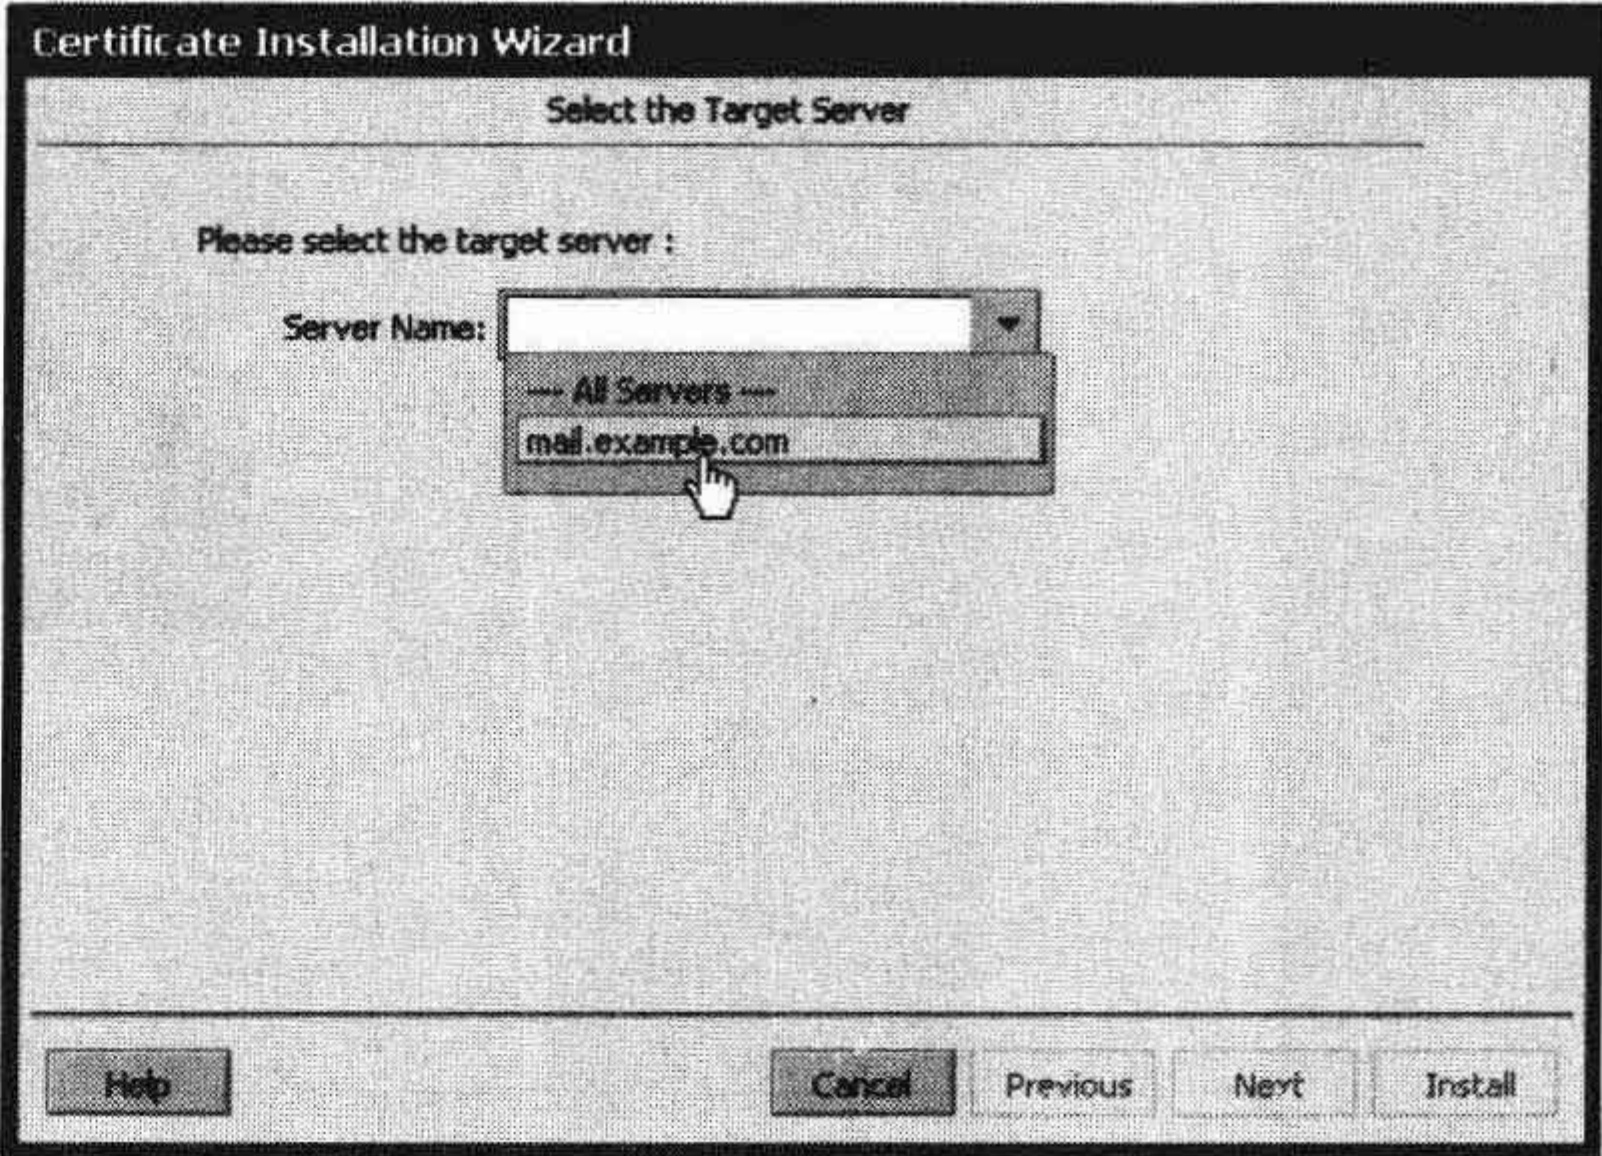 Certificate Installation Wizard
Select the Target Server
Please select the target server :
Server Name:
---- All Servers ----
mail.example.com
Help Cancel Previous Next Install